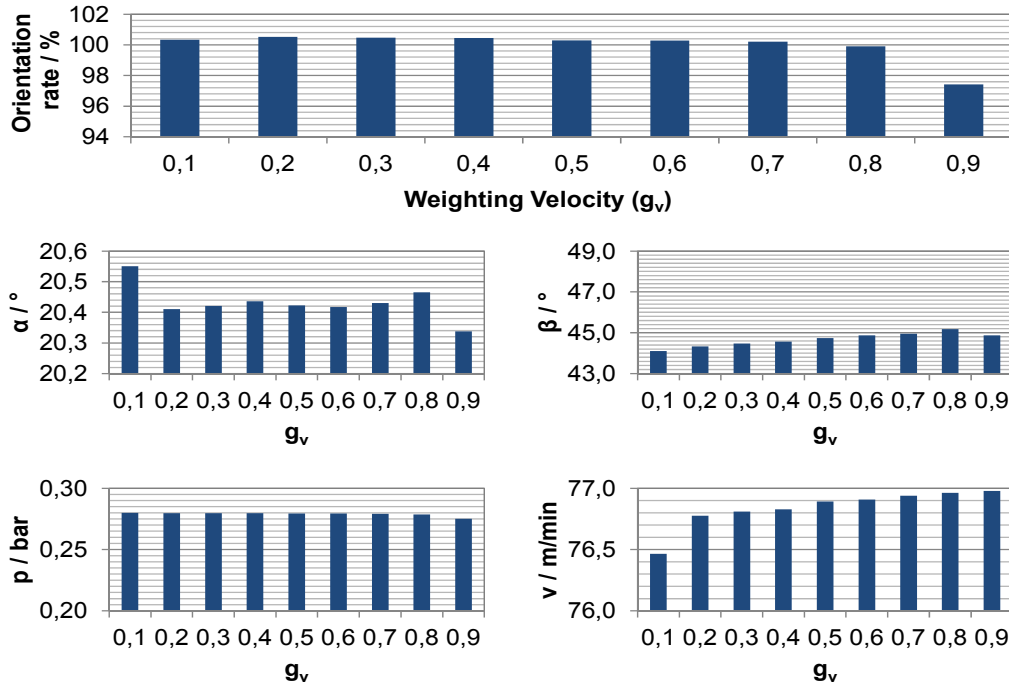 Orientation
rate / %
102
100
98
96
94
0,1 0,2 0,3 0,4 0,5 0,6 0,7 0,8 0,9
Weighting Velocity (gv)
α / °
20,6
20,5
20,4
20,3
20,2
0,1 0,2 0,3 0,4 0,5 0,6 0,7 0,8 0,9
gv
β / °
49,0
47,0
45,0
43,0
0,1 0,2 0,3 0,4 0,5 0,6 0,7 0,8 0,9
gv
p / bar
0,30
0,25
0,20
0,1 0,2 0,3 0,4 0,5 0,6 0,7 0,8 0,9
gv
v / m/min
77,0
76,5
76,0
0,1 0,2 0,3 0,4 0,5 0,6 0,7 0,8 0,9
gv